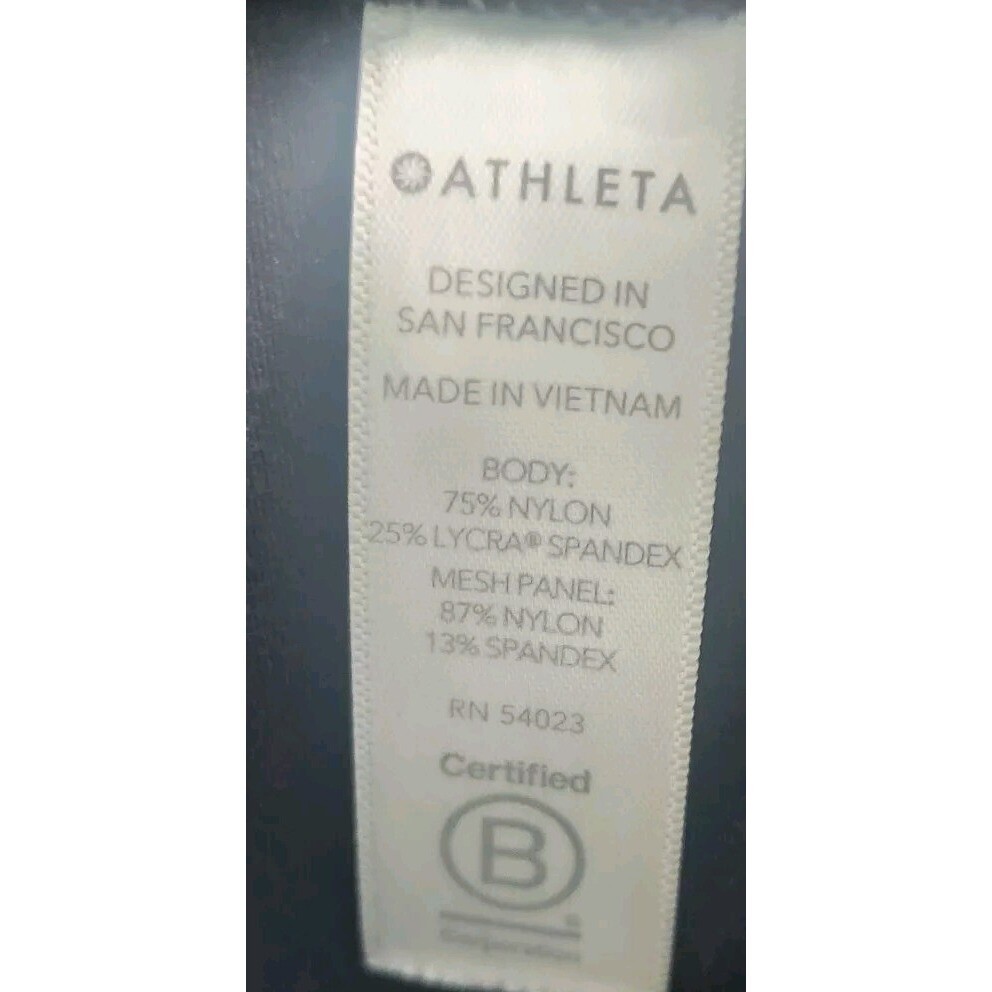 ATHLETA
DESIGNED IN
SAN FRANCISCO
MADE IN VIETNAM
BODY:
75% NYLON
25% LYCRA® SPANDEX
MESH PANEL:
87% NYLON
13% SPANDEX
RN 54023
Certified
B
®
Corporation